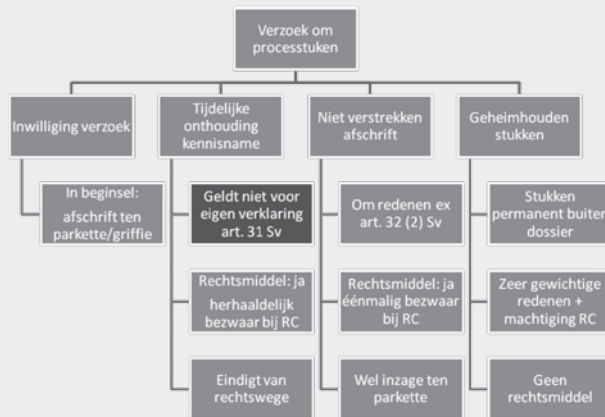 Verzoek om
processtuken
Inwilliging verzoek
Tijdelijke
onthouding
kennisname
Niet verstrekken
afschrift
Geheimhouden
stukken
In beginsel:
afschrift ten
parkette/griffie
Geldt niet voor
eigen verklaring
art. 31 Sv
Om redenen ex
art. 32 (2) Sv
Stukken
permanent buiten
dossier
Rechtsmiddel: ja
herhaaldelijk
bezwaar bij RC
Rechtsmiddel: ja
éénmalig bezwaar
bij RC
Zeer gewichtige
redenen +
machtiging RC
Eindigt van
rechtswege
Wel inzage ten
parkette
Geen
rechtsmiddel